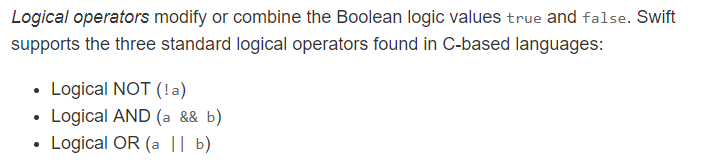 Logical operators modify or combine the Boolean logic values true and false. Swift
supports the three standard logical operators found in C-based languages:
• Logical NOT (!a)
• Logical AND (a && b)
• Logical OR (a || b)